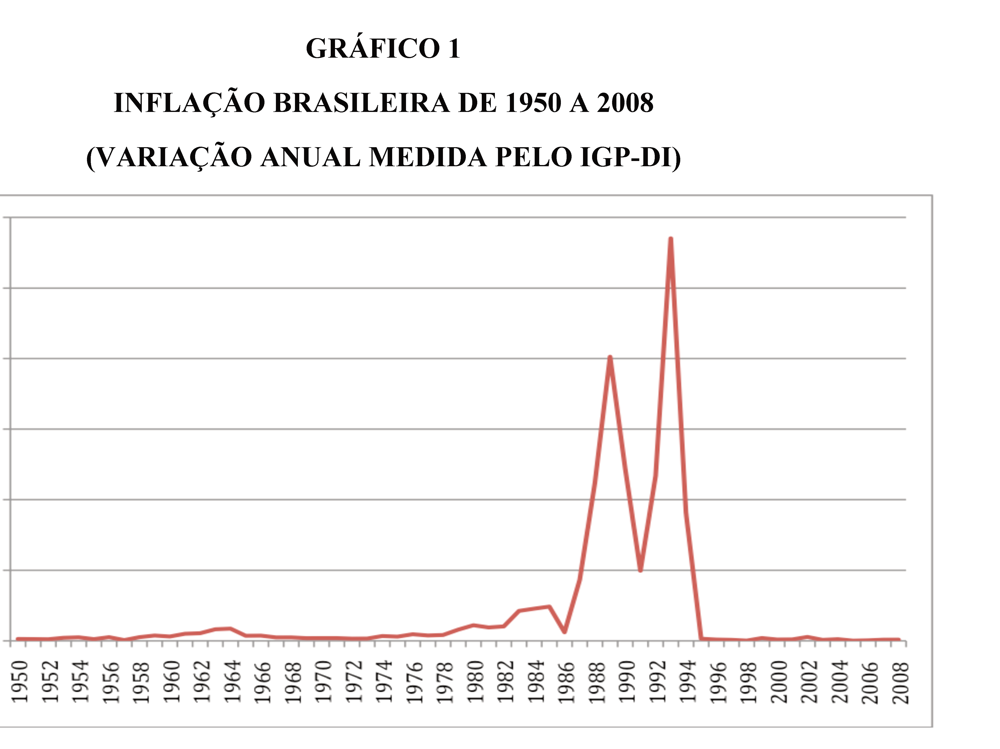 GRÁFICO 1
INFLAÇÃO BRASILEIRA DE 1950 A 2008
(VARIAÇÃO ANUAL MEDIDA PELO IGP-DI)
1950 1952 1954 1956 1958 1960 1962 1964 1966 1968 1970 1972 1974 1976 1978 1980 1982 1984 1986 1988 1990 1992 1994 1996 1998 2000 2002 2004 2006 2008